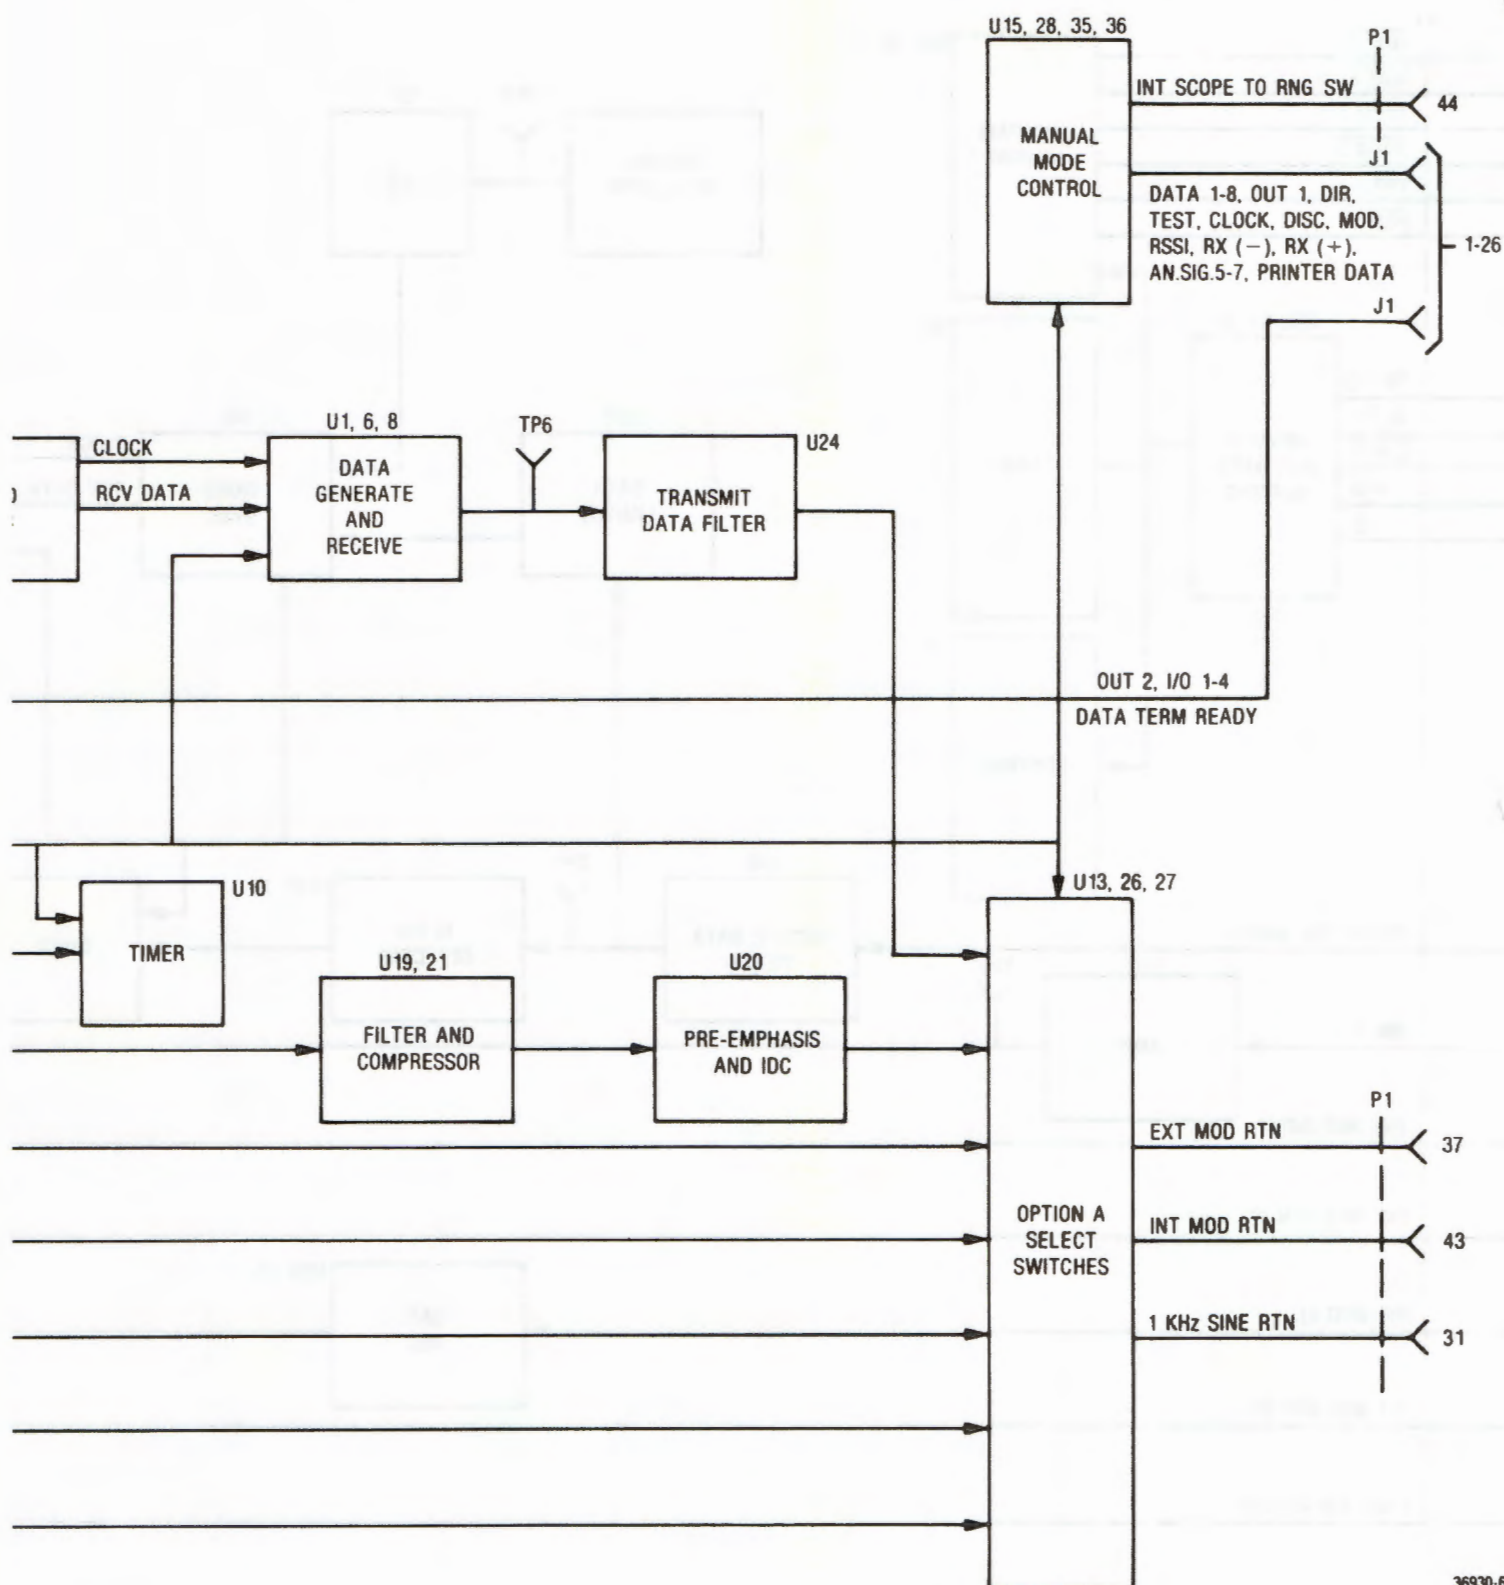 U15, 28, 35, 36
P1
INT SCOPE TO RNG SW
44
MANUAL
MODE
CONTROL
J1
DATA 1-8, OUT 1, DIR,
TEST, CLOCK, DISC, MOD,
RSSI, RX (−), RX (+),
AN.SIG.5-7, PRINTER DATA
1-26
J1
CLOCK
RCV DATA
U1, 6, 8
DATA
GENERATE
AND
RECEIVE
TP6
U24
TRANSMIT
DATA FILTER
OUT 2, I/O 1-4
DATA TERM READY
U10
TIMER
U13, 26, 27
U19, 21
FILTER AND
COMPRESSOR
U20
PRE-EMPHASIS
AND IDC
P1
EXT MOD RTN
37
OPTION A
SELECT
SWITCHES
INT MOD RTN
43
1 KHz SINE RTN
31
36930-6